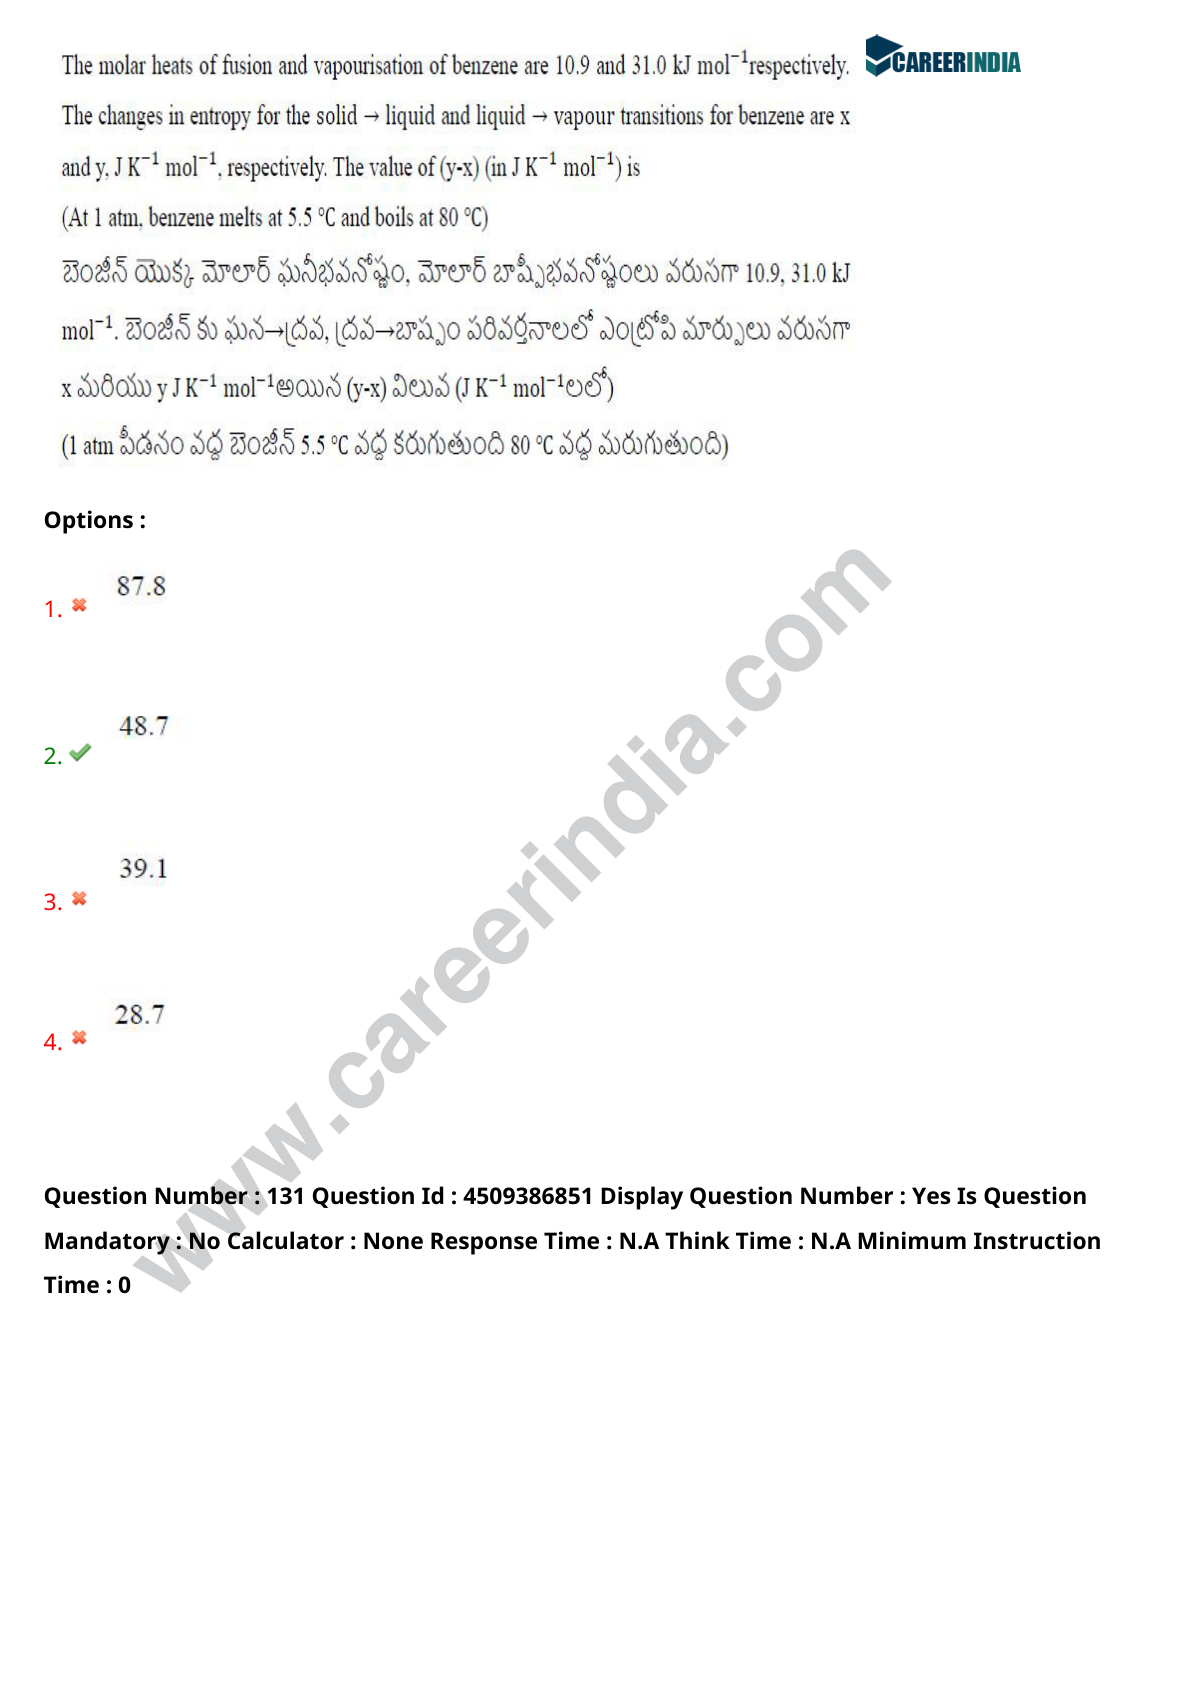 The molar heats of fusion and vapourisation of benzene are 10.9 and 31.0 kJ mol⁻¹respectively.
CAREERINDIA
The changes in entropy for the solid → liquid and liquid → vapour transitions for benzene are x
and y, J K⁻¹ mol⁻¹, respectively. The value of (y-x) (in J K⁻¹ mol⁻¹) is
(At 1 atm, benzene melts at 5.5 °C and boils at 80 °C)
బెంజీన్ యొక్క మోలార్ ఘనీభవనోష్ణం, మోలార్ బాష్పీభవనోష్ణంలు వరుసగా 10.9, 31.0 kJ
mol⁻¹. బెంజీన్ కు ఘన→ద్రవ, ద్రవ→బాష్పం పరివర్తనాలలో ఎంట్రోపి మార్పులు వరుసగా
x మరియు y J K⁻¹ mol⁻¹అయిన (y-x) విలువ (J K⁻¹ mol⁻¹లలో)
(1 atm పీడనం వద్ద బెంజీన్ 5.5 °C వద్ద కరుగుతుంది 80 °C వద్ద మరుగుతుంది)
Options :
1. 87.8
2. 48.7
3. 39.1
4. 28.7
www.careerindia.com
Question Number : 131 Question Id : 4509386851 Display Question Number : Yes Is Question
Mandatory : No Calculator : None Response Time : N.A Think Time : N.A Minimum Instruction
Time : 0